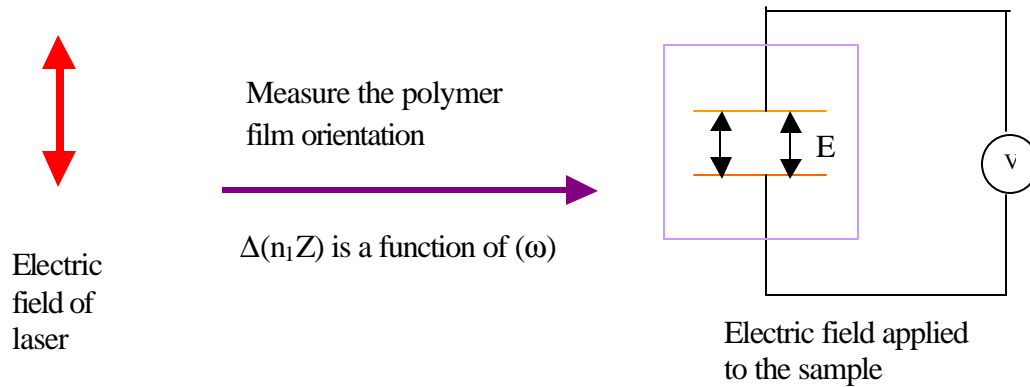 Measure the polymer
film orientation
E
V
Δ(n₁Z) is a function of (ω)
Electric
field of
laser
Electric field applied
to the sample